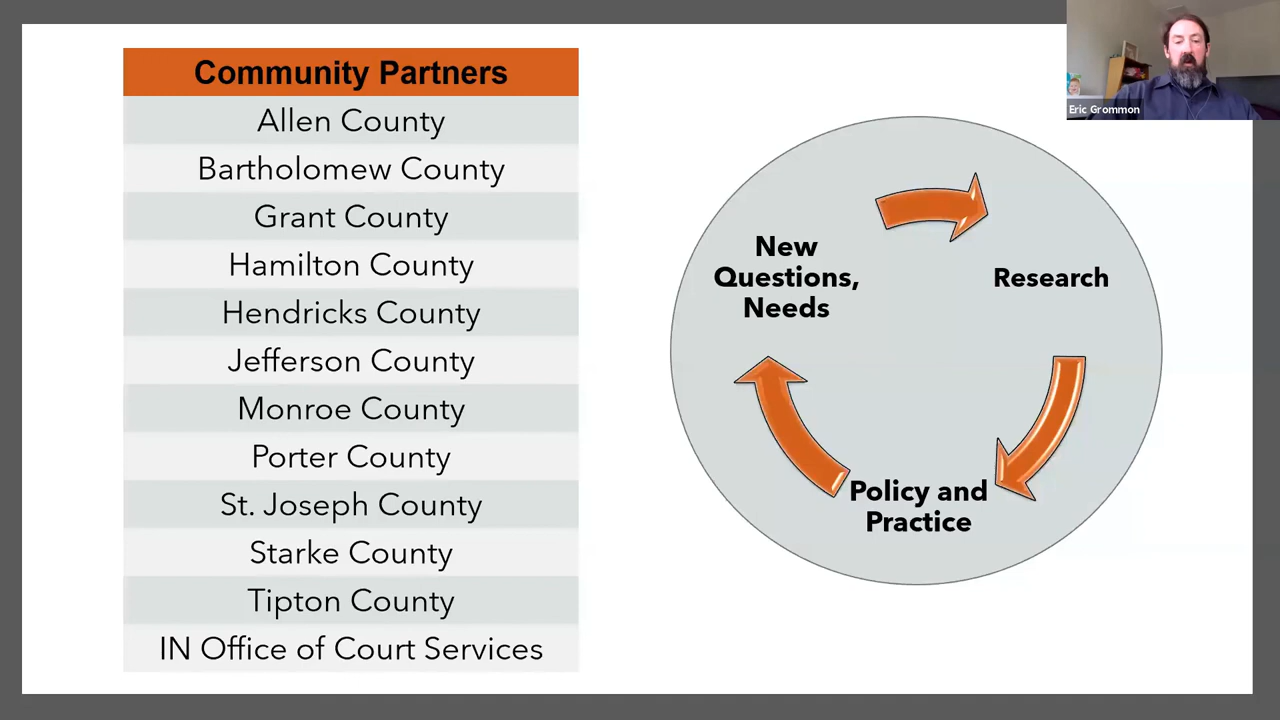 Community Partners
Allen County
Bartholomew County
Grant County
Hamilton County
Hendricks County
Jefferson County
Monroe County
Porter County
St. Joseph County
Starke County
Tipton County
IN Office of Court Services
New
Questions,
Needs
Research
Policy and
Practice
Eric Grommon